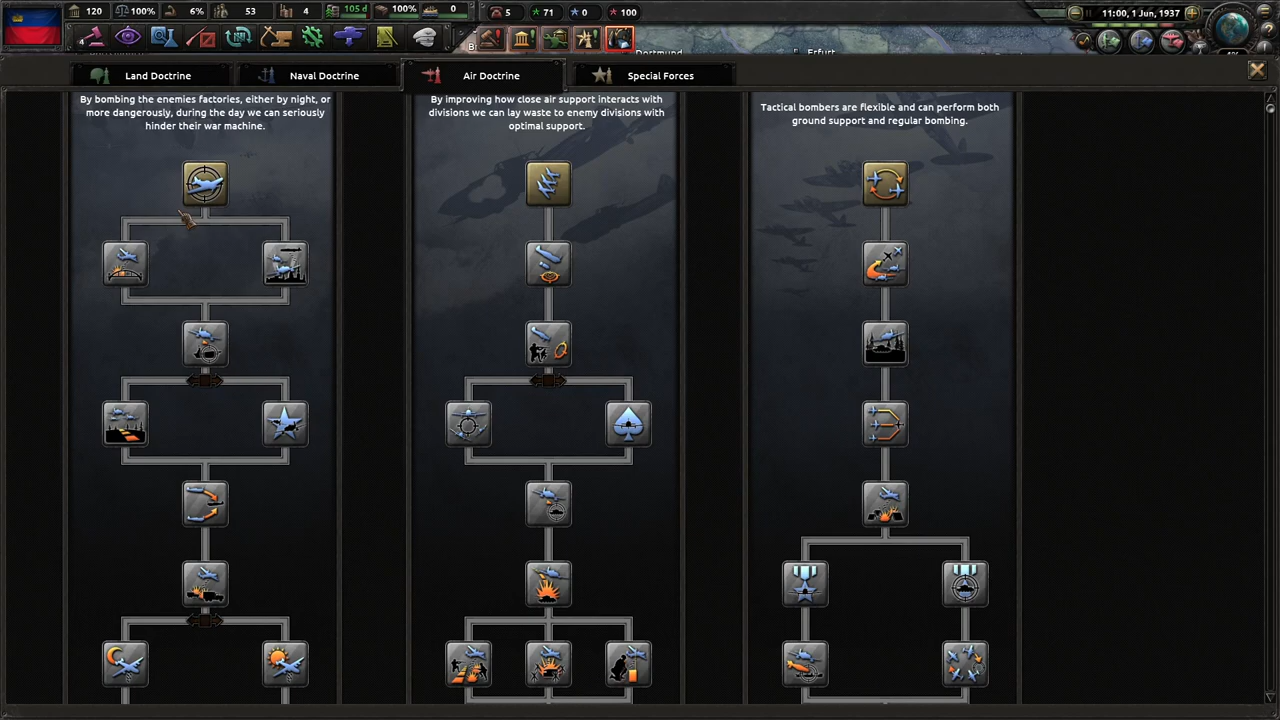 120 100% 6% 53 4 105 d 100% 0 5 71 0 100 11:00, 1 Jun, 1937
4
Dortmund Erfurt
Land Doctrine Naval Doctrine Air Doctrine Special Forces
By bombing the enemies factories, either by night, or
more dangerously, during the day we can seriously
hinder their war machine.
By improving how close air support interacts with
divisions we can lay waste to enemy divisions with
optimal support.
Tactical bombers are flexible and can perform both
ground support and regular bombing.